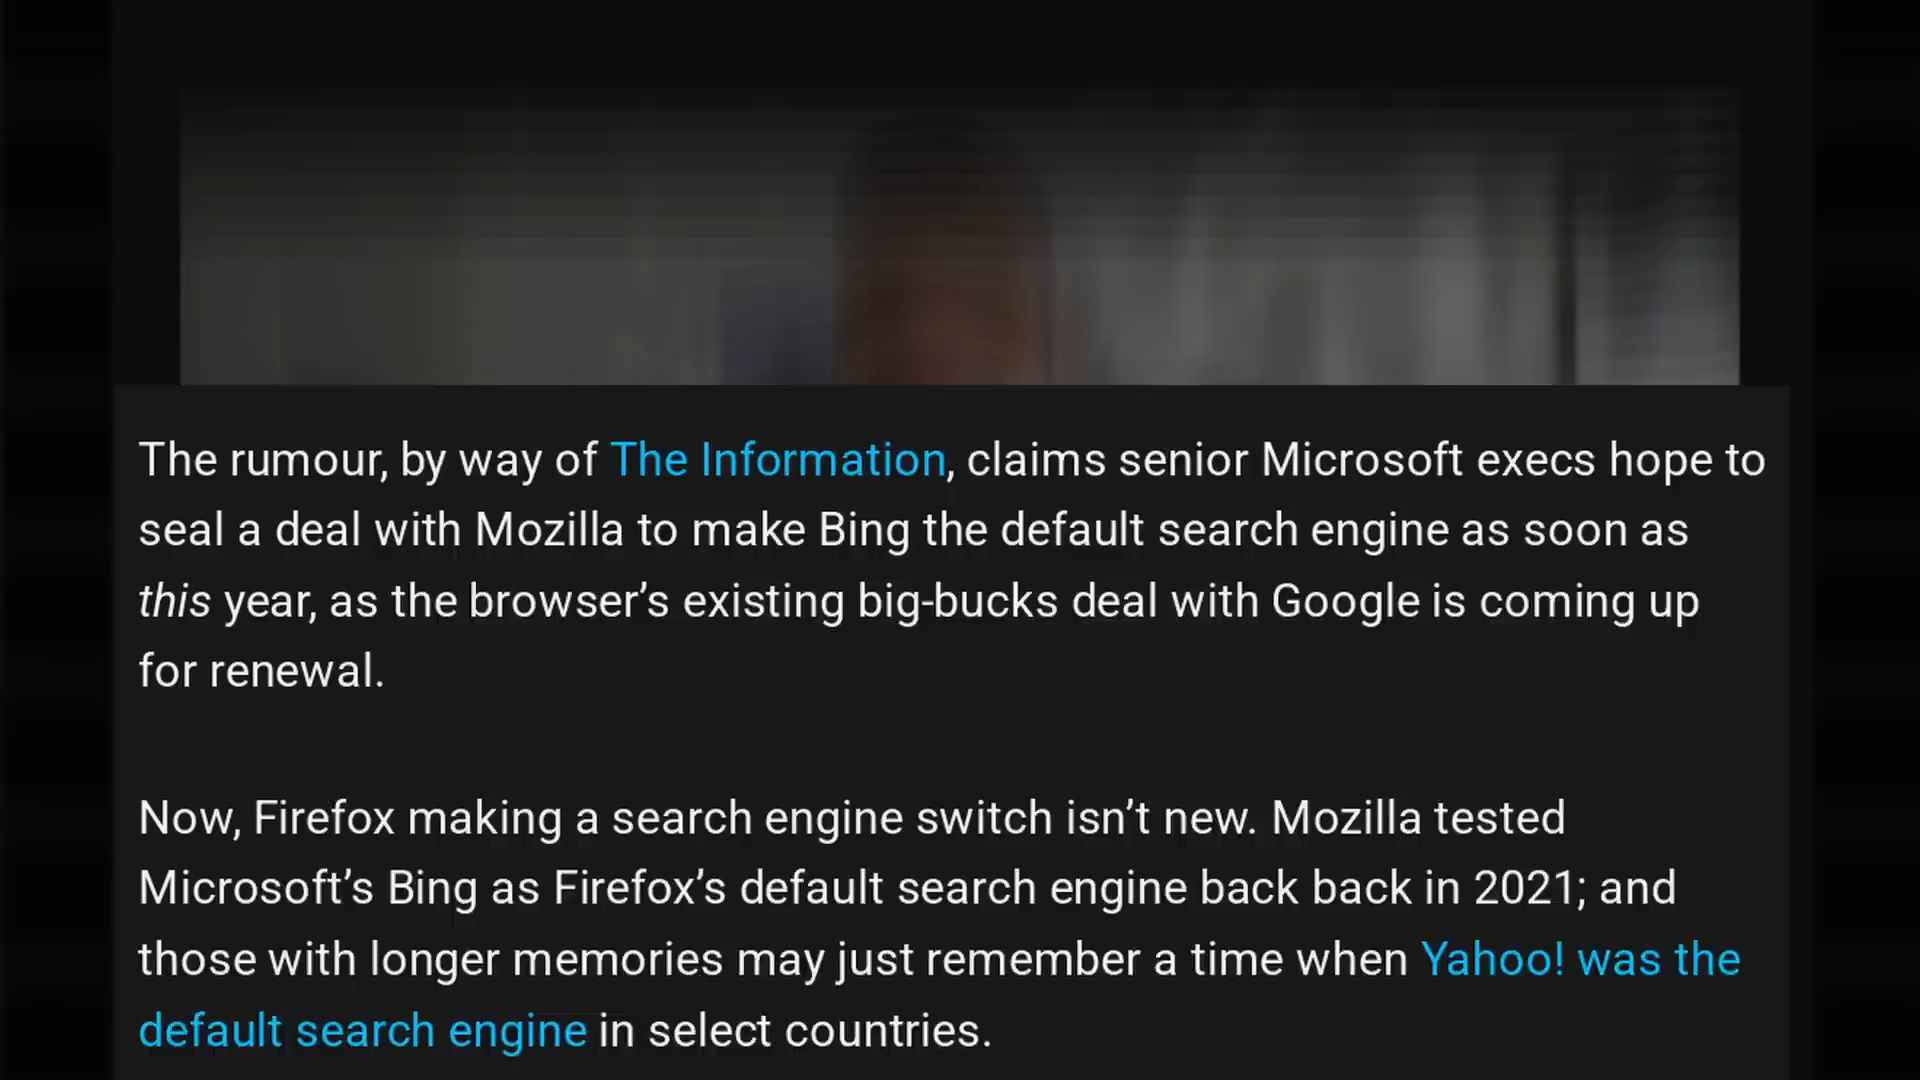 The rumour, by way of The Information, claims senior Microsoft execs hope to
seal a deal with Mozilla to make Bing the default search engine as soon as
this year, as the browser’s existing big-bucks deal with Google is coming up
for renewal.
Now, Firefox making a search engine switch isn’t new. Mozilla tested
Microsoft’s Bing as Firefox’s default search engine back back in 2021; and
those with longer memories may just remember a time when Yahoo! was the
default search engine in select countries.